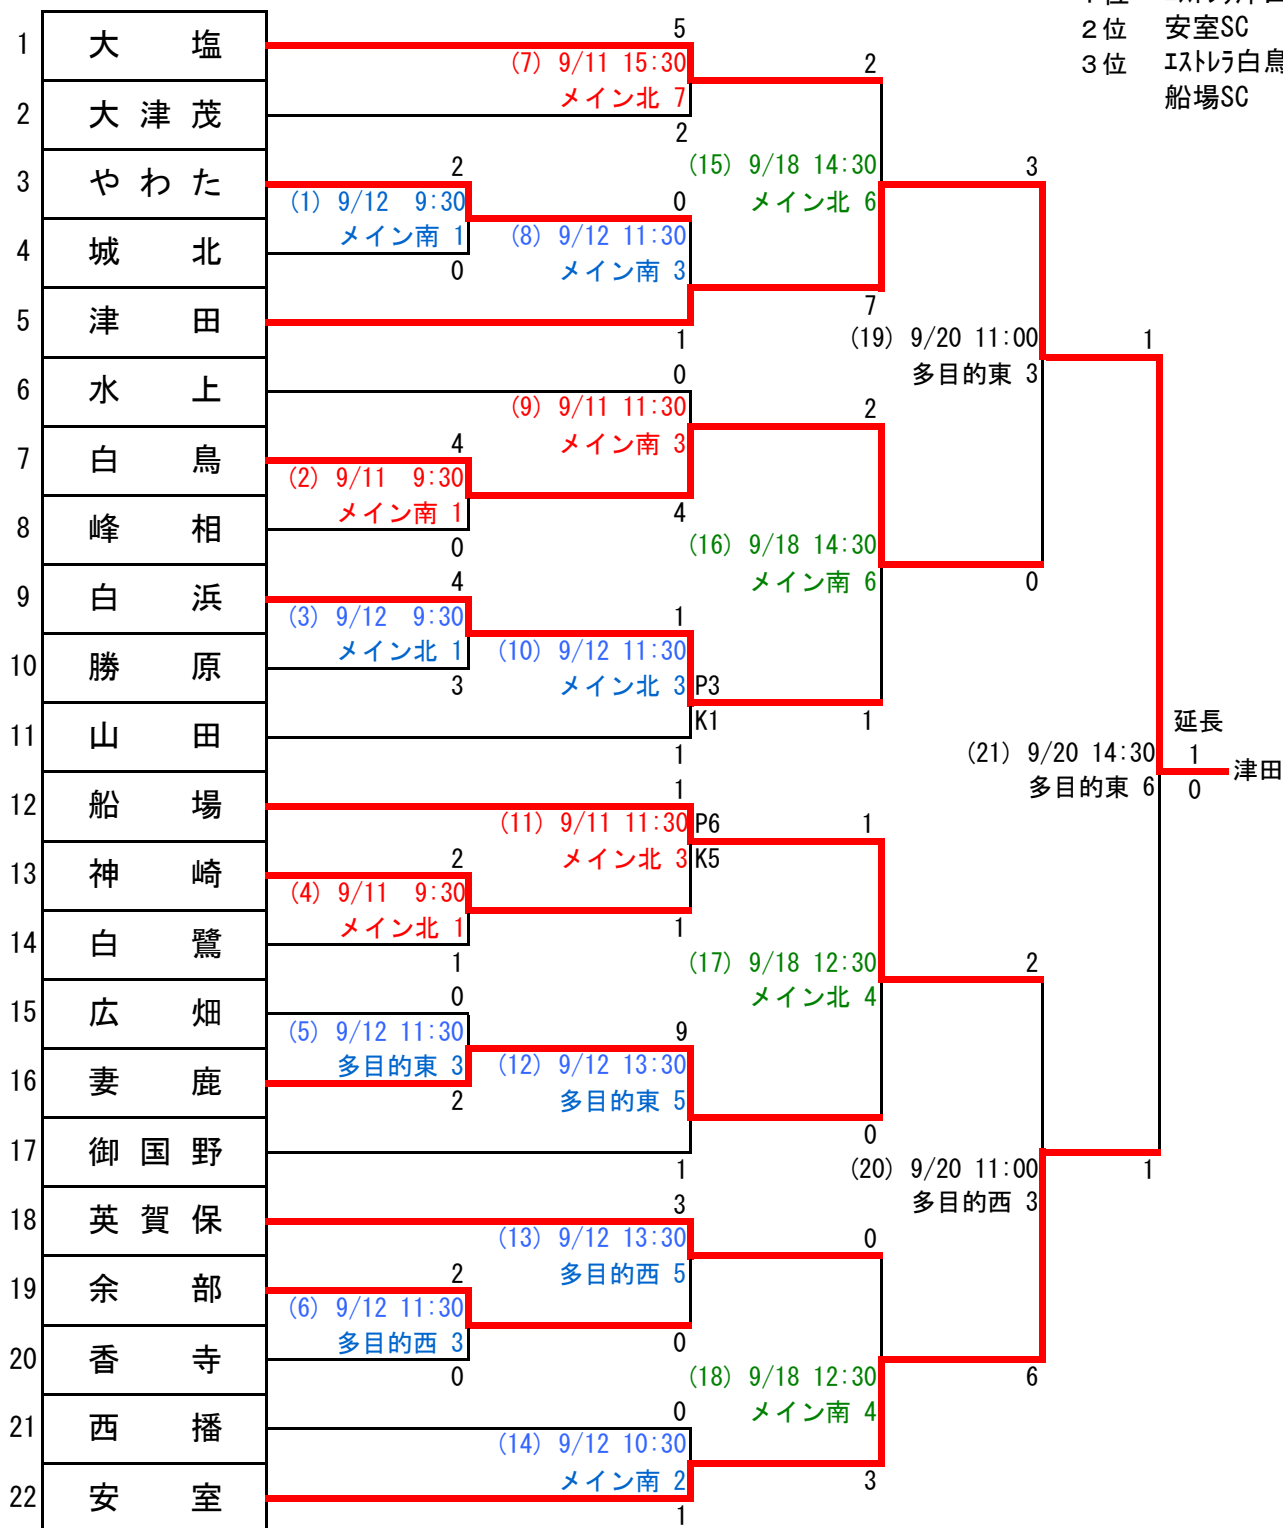 2位 安室SC
3位 ｴｽﾄﾚﾗ白鳥
船場SC
1 大塩
5
(7) 9/11 15:30
メイン北 7
2
2 大津茂
2
3 やわた
2
(1) 9/12 9:30
メイン南 1
0
4 城北
0
(8) 9/12 11:30
メイン南 3
1
5 津田
(15) 9/18 14:30
メイン北 6
7
3
(19) 9/20 11:00
多目的東 3
1
6 水上
0
(9) 9/11 11:30
メイン南 3
4
2
7 白鳥
4
(2) 9/11 9:30
メイン南 1
0
8 峰相
(16) 9/18 14:30
メイン南 6
0
9 白浜
4
(3) 9/12 9:30
メイン北 1
3
10 勝原
1
(10) 9/12 11:30
メイン北 3
P3
K1
1
1
11 山田
延長
(21) 9/20 14:30
多目的東 6
1
0
津田
12 船場
1
(11) 9/11 11:30
メイン北 3
P6
K5
1
1
13 神崎
2
(4) 9/11 9:30
メイン北 1
1
14 白鷺
(17) 9/18 12:30
メイン北 4
0
2
15 広畑
0
(5) 9/12 11:30
多目的東 3
2
16 妻鹿
9
(12) 9/12 13:30
多目的東 5
1
17 御国野
(20) 9/20 11:00
多目的西 3
6
1
18 英賀保
3
(13) 9/12 13:30
多目的西 5
0
0
19 余部
2
(6) 9/12 11:30
多目的西 3
0
20 香寺
(18) 9/18 12:30
メイン南 4
3
21 西播
0
(14) 9/12 10:30
メイン南 2
1
22 安室